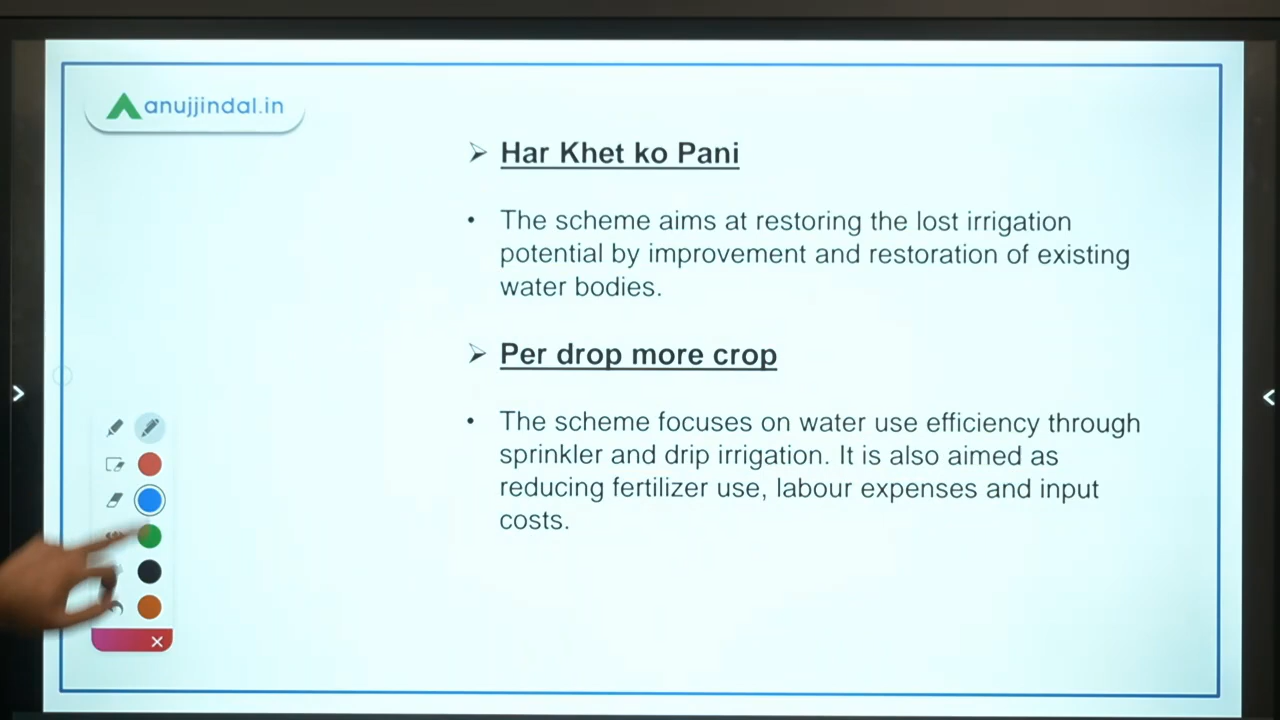 anujjindal.in
Har Khet ko Pani
The scheme aims at restoring the lost irrigation
potential by improvement and restoration of existing
water bodies.
Per drop more crop
The scheme focuses on water use efficiency through
sprinkler and drip irrigation. It is also aimed as
reducing fertilizer use, labour expenses and input
costs.